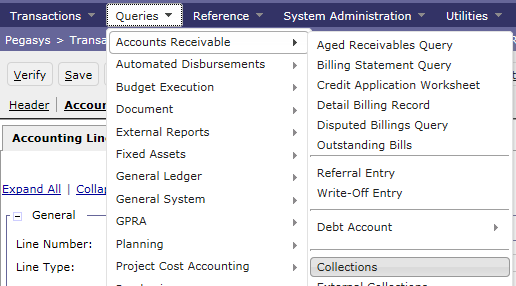 Transactions Queries Reference System Administration Utilities
Pegasys > Transa
Verify Save
Header Accoun
Accounting Line
Expand All | Collap
General
Line Number:
Line Type:
Accounts Receivable
Automated Disbursements
Budget Execution
Document
External Reports
Fixed Assets
General Ledger
General System
GPRA
Planning
Project Cost Accounting
Aged Receivables Query
Billing Statement Query
Credit Application Worksheet
Detail Billing Record
Disputed Billings Query
Outstanding Bills
Referral Entry
Write-Off Entry
Debt Account
Collections
External Collections